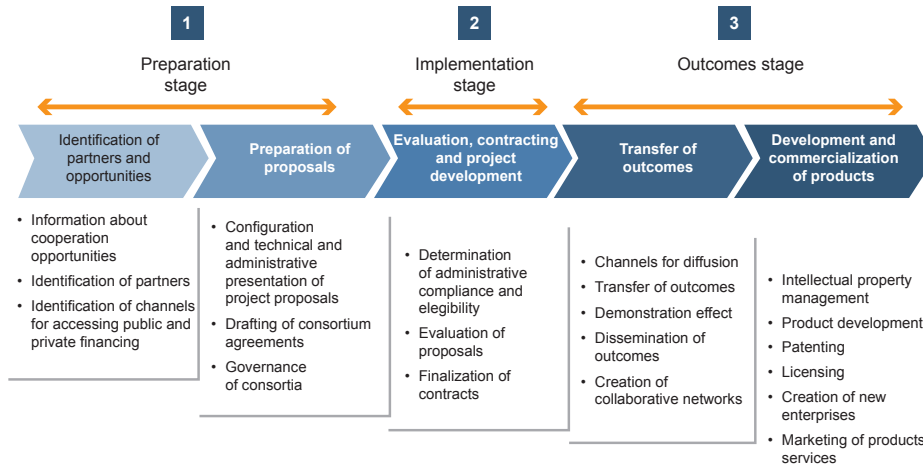 1
2
3
Preparation
stage
Implementation
stage
Outcomes stage
Identification of
partners and
opportunities
Preparation of
proposals
Evaluation, contracting
and project
development
Transfer of
outcomes
Development and
commercialization
of products
• Information about
cooperation
opportunities
• Identification of partners
• Identification of channels
for accessing public and
private financing
• Configuration
and technical and
administrative
presentation of
project proposals
• Drafting of consortium
agreements
• Governance
of consortia
• Determination
of administrative
compliance and
elegibility
• Evaluation of
proposals
• Finalization of
contracts
• Channels for diffusion
• Transfer of outcomes
• Demonstration effect
• Dissemination of
outcomes
• Creation of
collaborative networks
• Intellectual property
management
• Product development
• Patenting
• Licensing
• Creation of new
enterprises
• Marketing of products
services